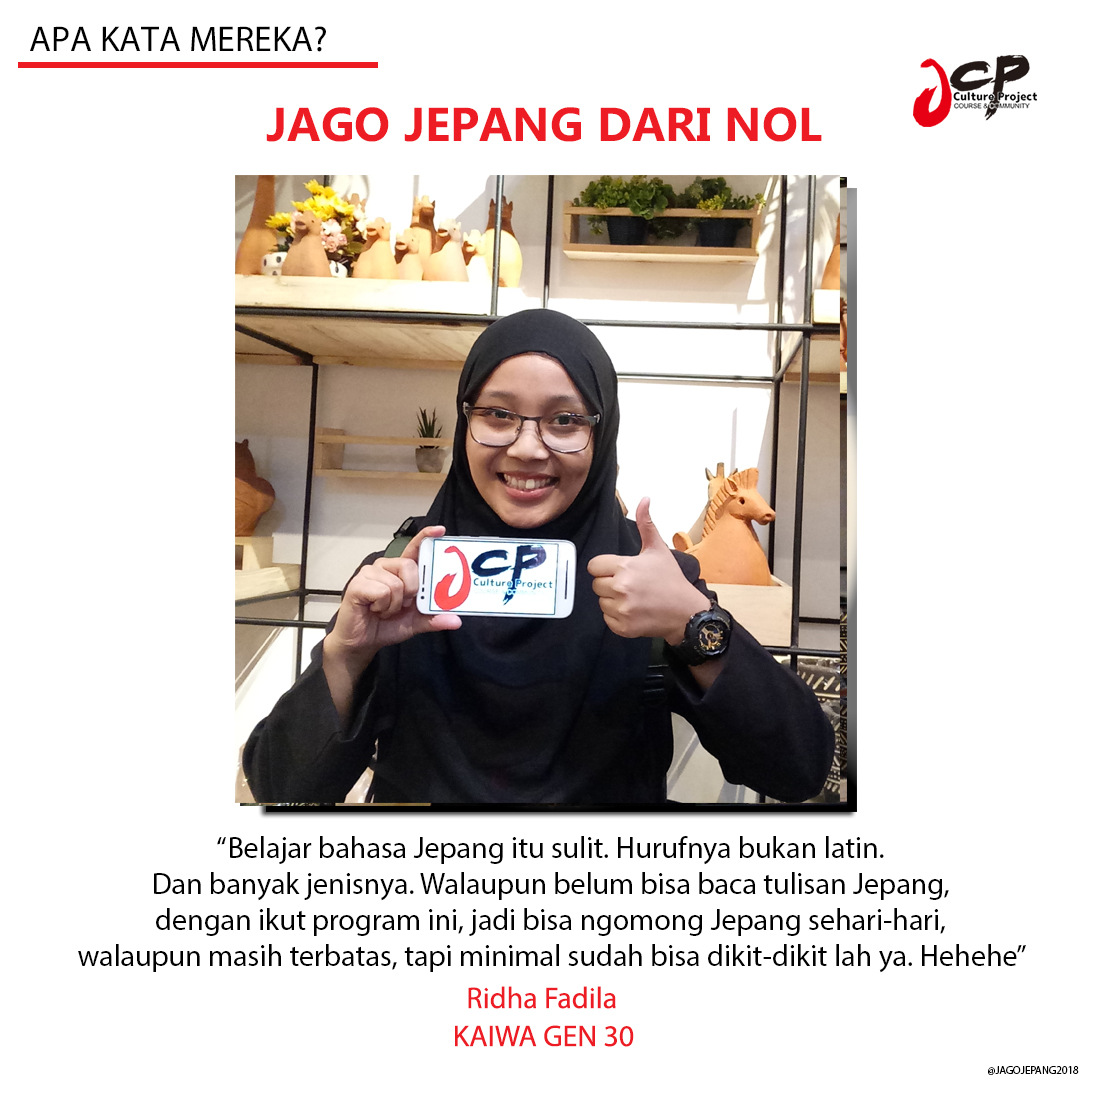 APA KATA MEREKA?
JCP
Culture Project
COURSE & COMMUNITY
JAGO JEPANG DARI NOL
JCP
Culture Project
“Belajar bahasa Jepang itu sulit. Hurufnya bukan latin.
Dan banyak jenisnya. Walaupun belum bisa baca tulisan Jepang,
dengan ikut program ini, jadi bisa ngomong Jepang sehari-hari,
walaupun masih terbatas, tapi minimal sudah bisa dikit-dikit lah ya. Hehehe”
Ridha Fadila
KAIWA GEN 30
@JAGOJEPANG2018